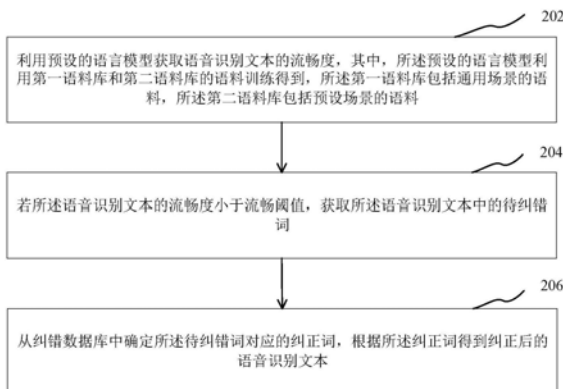 202
利用预设的语言模型获取语音识别文本的流畅度，其中，所述预设的语言模型利
用第一语料库和第二语料库的语料训练得到，所述第一语料库包括通用场景的语
料，所述第二语料库包括预设场景的语料
204
若所述语音识别文本的流畅度小于流畅阈值，获取所述语音识别文本中的待纠错
词
206
从纠错数据库中确定所述待纠错词对应的纠正词，根据所述纠正词得到纠正后的
语音识别文本